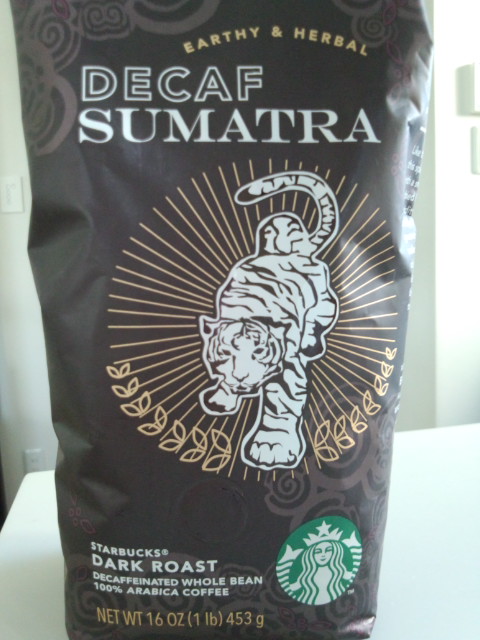 EARTHY & HERBAL
DECAF
SUMATRA
STARBUCKS®
DARK ROAST
DECAFFEINATED WHOLE BEAN
100% ARABICA COFFEE
NET WT 16 OZ (1 lb) 453 g
TM